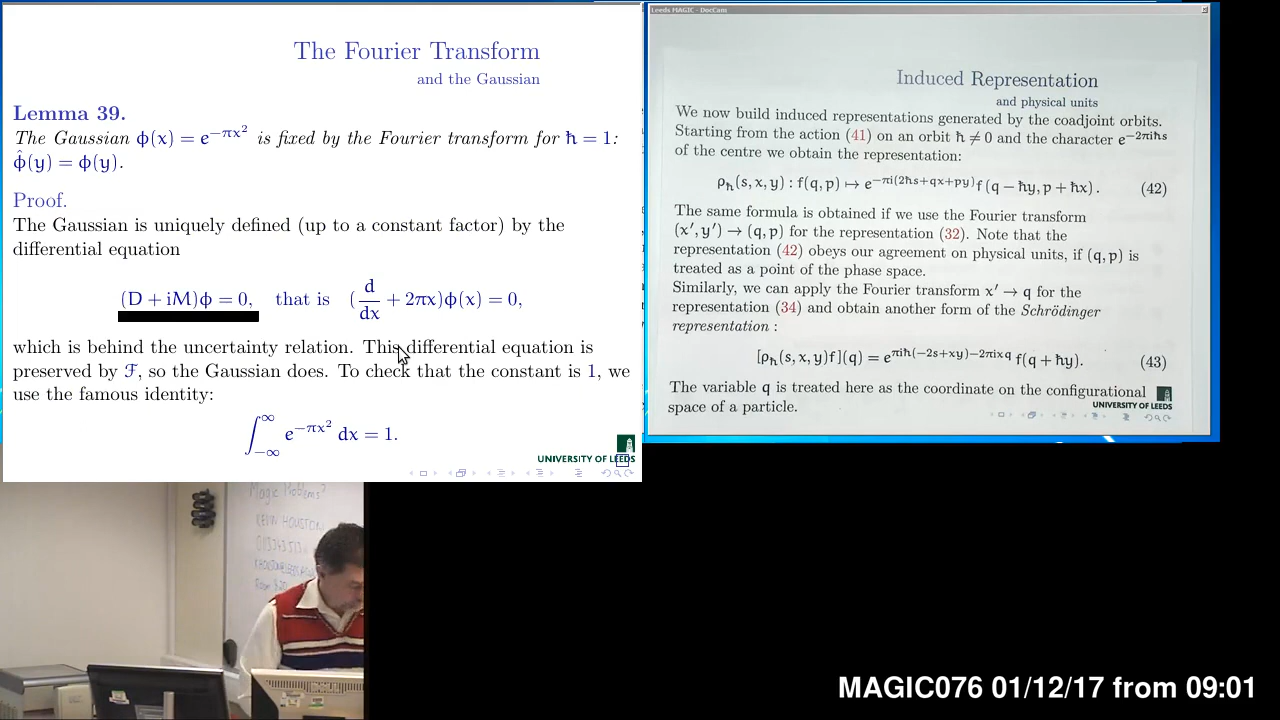 The Fourier Transform
and the Gaussian
Lemma 39.
The Gaussian ϕ(x) = e^{−πx²} is fixed by the Fourier transform for ħ = 1:
ϕ̂(y) = ϕ(y).
Proof.
The Gaussian is uniquely defined (up to a constant factor) by the
differential equation
(D + iM)ϕ = 0, that is (d/dx + 2πx)ϕ(x) = 0,
which is behind the uncertainty relation. This differential equation is
preserved by ℱ, so the Gaussian does. To check that the constant is 1, we
use the famous identity:
∫_{−∞}^{∞} e^{−πx²} dx = 1.
UNIVERSITY OF LEEDS
Leeds MAGIC - DocCam
Induced Representation
and physical units
We now build induced representations generated by the coadjoint orbits.
Starting from the action (41) on an orbit ħ ≠ 0 and the character e^{−2πiħs}
of the centre we obtain the representation:
ρ_ħ(s, x, y) : f(q, p) ↦ e^{−πi(2ħs+qx+py)} f (q − ħy, p + ħx) . (42)
The same formula is obtained if we use the Fourier transform
(x′, y′) → (q, p) for the representation (32). Note that the
representation (42) obeys our agreement on physical units, if (q, p) is
treated as a point of the phase space.
Similarly, we can apply the Fourier transform x′ → q for the
representation (34) and obtain another form of the Schrödinger
representation :
[ρ_ħ(s, x, y)f](q) = e^{πiħ(−2s+xy)−2πixq} f(q + ħy). (43)
The variable q is treated here as the coordinate on the configurational
space of a particle.
UNIVERSITY OF LEEDS
Magic Problems?
KEVIN HOUSTON
MAGIC076 01/12/17 from 09:01